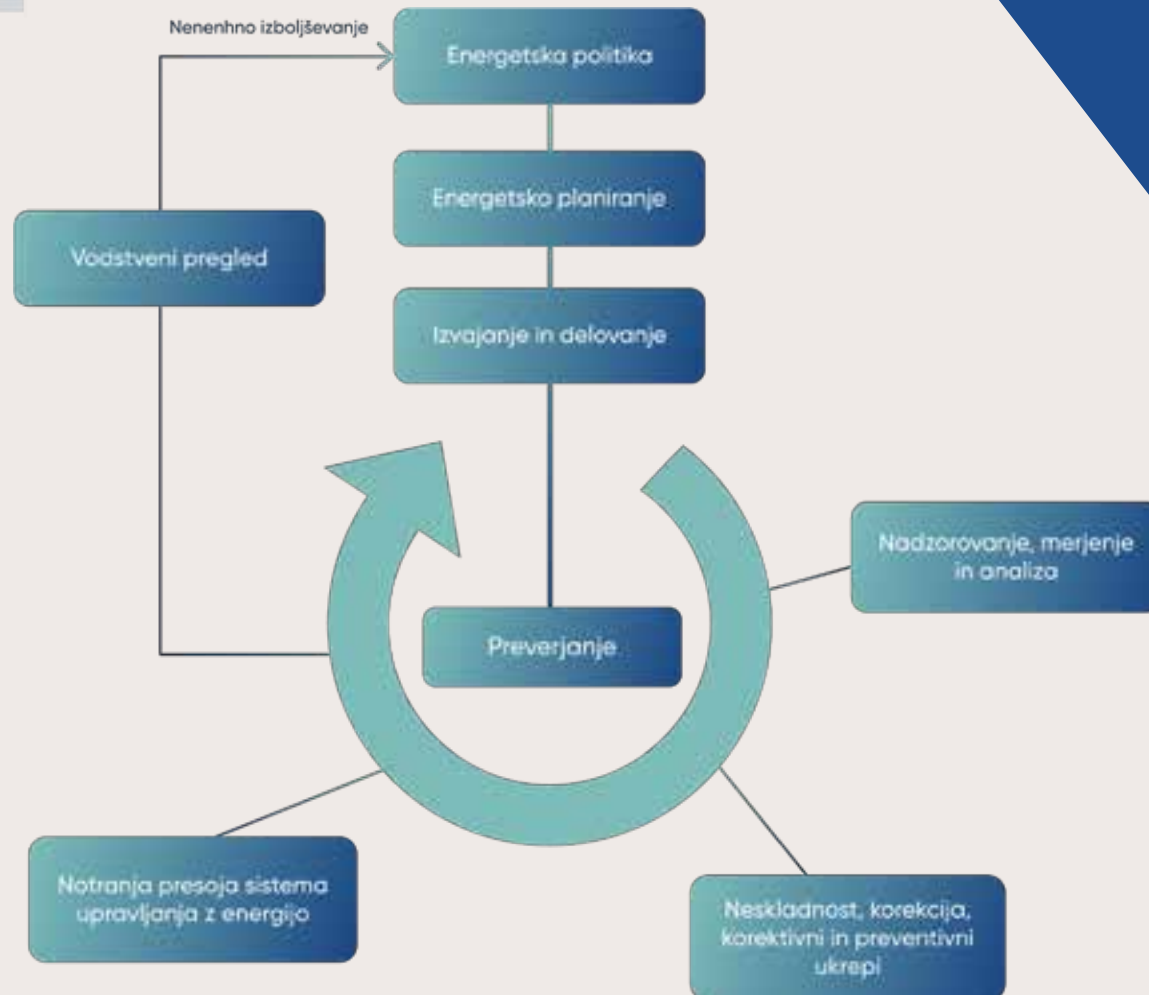 Nenenhno izboljševanje
Energetska politika
Energetsko planiranje
Vodstveni pregled
Izvajanje in delovanje
Nadzorovanje, merjenje
in analiza
Preverjanje
Notranja presoja sistema
upravljanja z energijo
Neskladnost, korekcija,
korektivni in preventivni
ukrepi